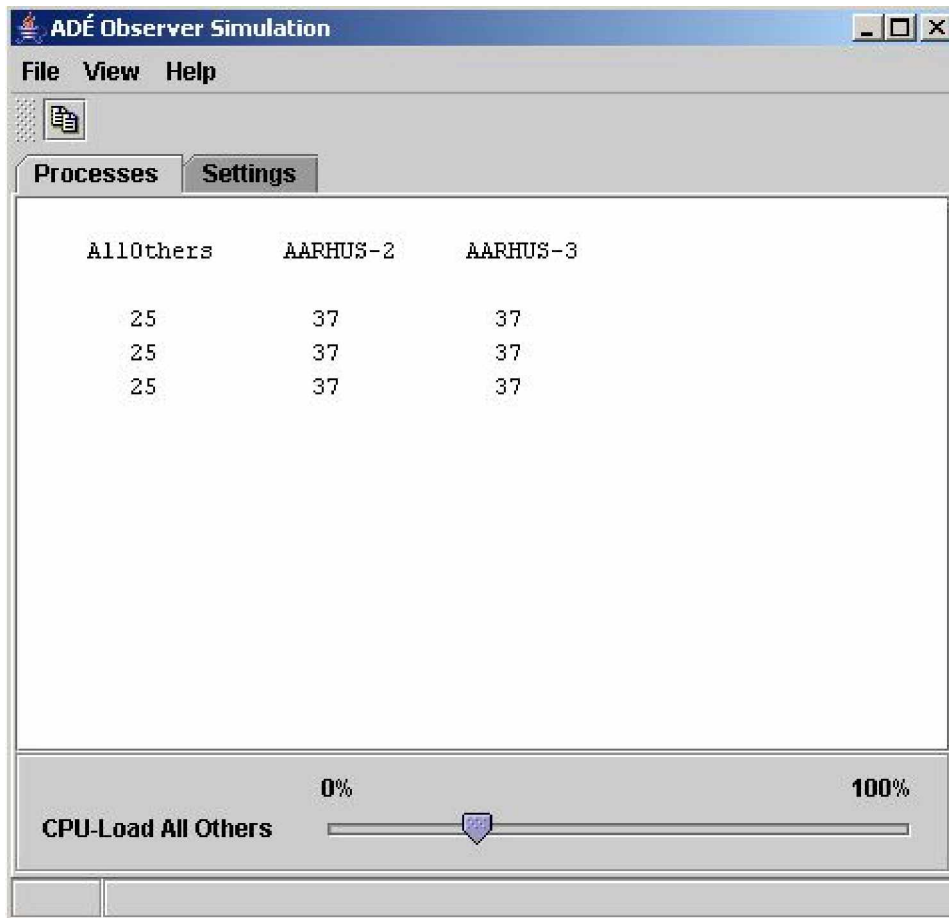 ADÉ Observer Simulation
File View Help
Processes Settings
AllOthers AARHUS-2 AARHUS-3
25 37 37
25 37 37
25 37 37
0% 100%
CPU-Load All Others